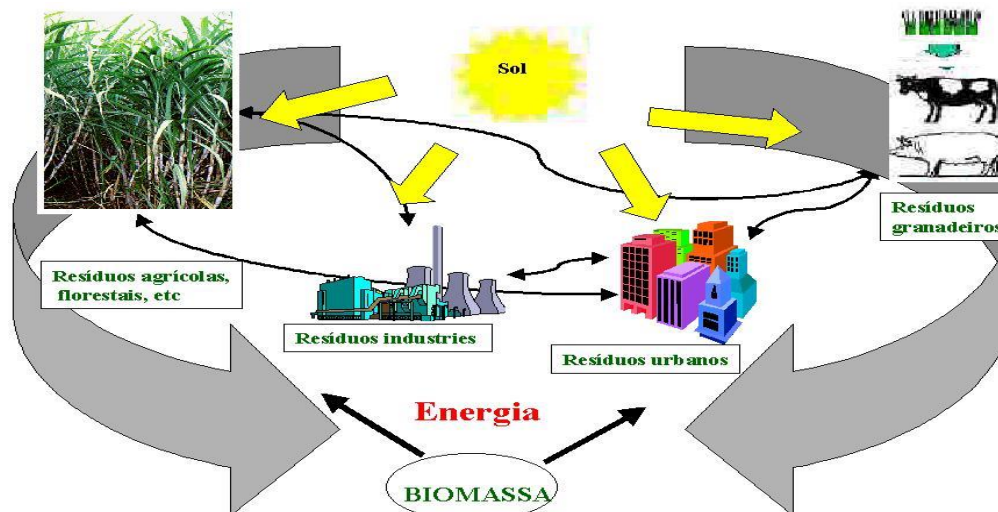 Sol
Resíduos
granadeiros
Resíduos agrícolas,
florestais, etc
Resíduos industries
Resíduos urbanos
Energia
BIOMASSA